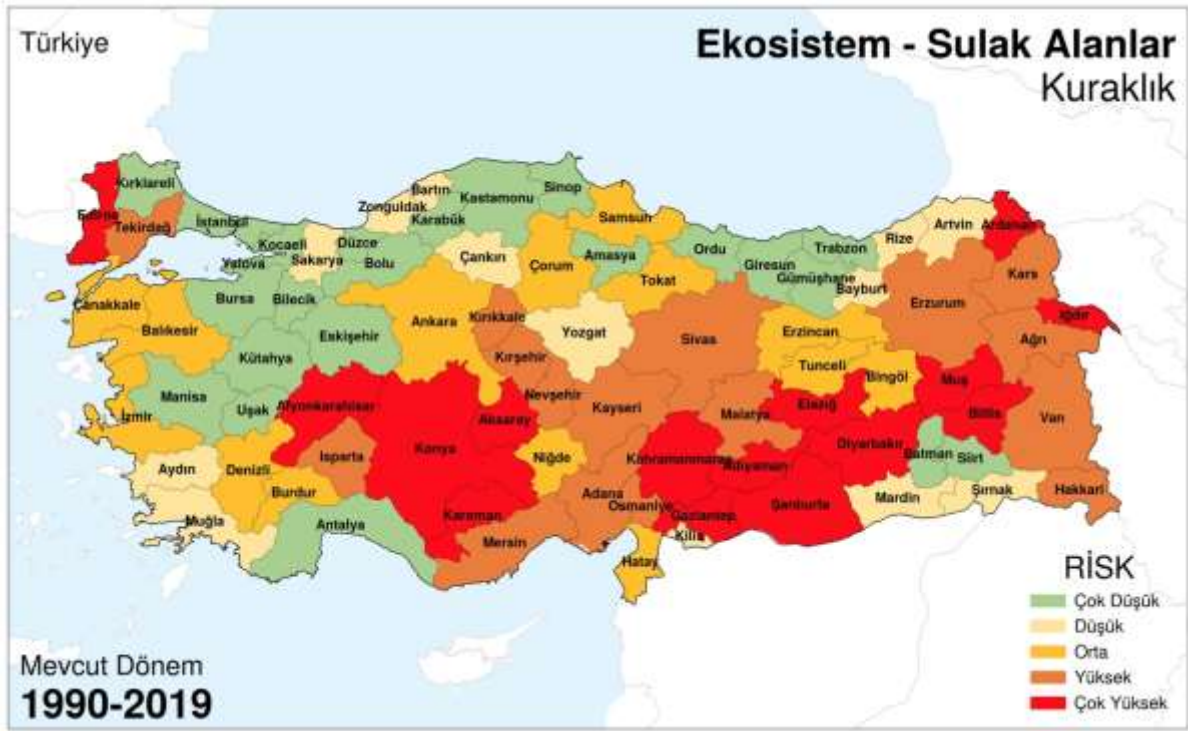 Türkiye
Ekosistem - Sulak Alanlar
Kuraklık
Kırklareli
Edirne
Tekirdağ
İstanbul
Kocaeli
Yalova
Sakarya
Düzce
Bolu
Zonguldak
Bartın
Karabük
Kastamonu
Sinop
Çankırı
Çorum
Samsun
Amasya
Tokat
Ordu
Giresun
Gümüşhane
Trabzon
Bayburt
Rize
Artvin
Ardahan
Kars
Iğdır
Erzurum
Ağrı
Çanakkale
Balıkesir
Bursa
Bilecik
Eskişehir
Kütahya
Ankara
Kırıkkale
Kırşehir
Yozgat
Sivas
Erzincan
Tunceli
Bingöl
Muş
Bitlis
Van
Manisa
Uşak
İzmir
Afyonkarahisar
Konya
Aksaray
Nevşehir
Kayseri
Malatya
Elazığ
Diyarbakır
Batman
Siirt
Aydın
Denizli
Isparta
Burdur
Niğde
Kahramanmaraş
Adıyaman
Mardin
Şırnak
Hakkari
Muğla
Antalya
Karaman
Mersin
Adana
Osmaniye
Gaziantep
Şanlıurfa
Kilis
Hatay
RİSK
Çok Düşük
Düşük
Orta
Yüksek
Çok Yüksek
Mevcut Dönem
1990-2019